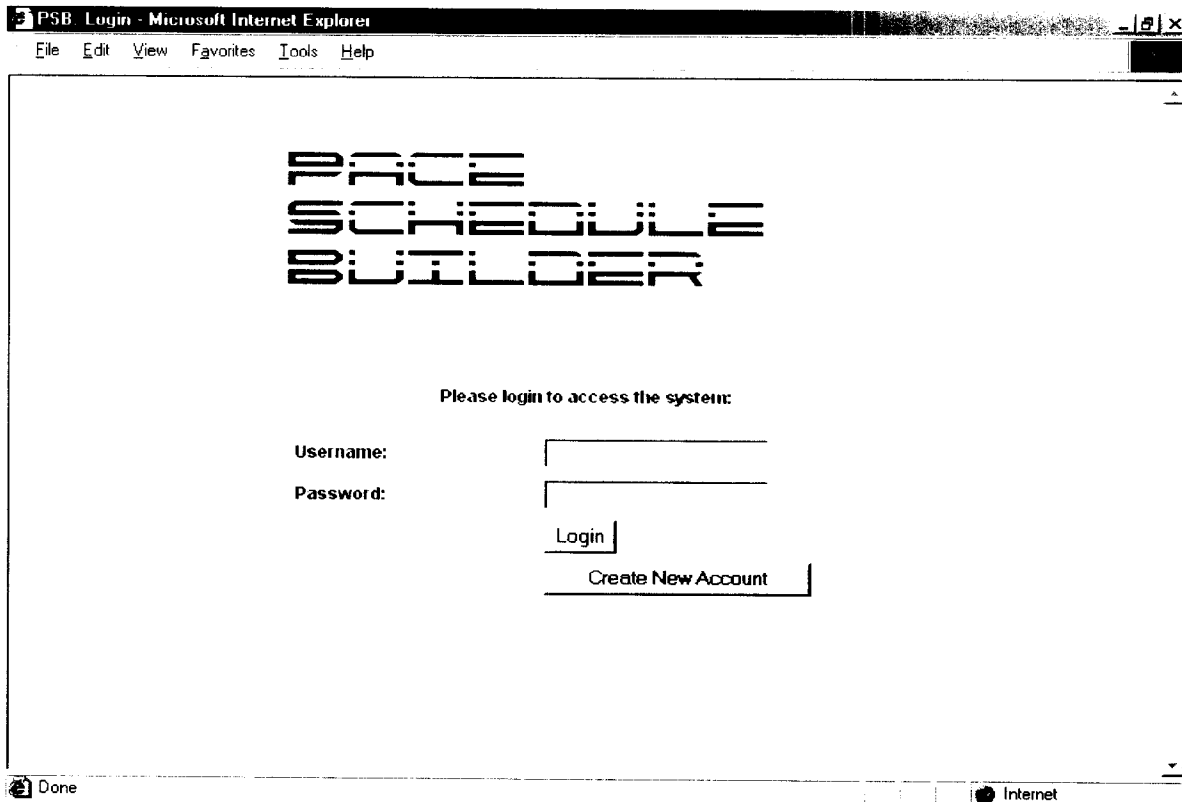 PSB. Login - Microsoft Internet Explorer
File Edit View Favorites Tools Help
PACE
SCHEDULE
BUILDER
Please login to access the system:
Username:
Password:
Login
Create New Account
Done Internet